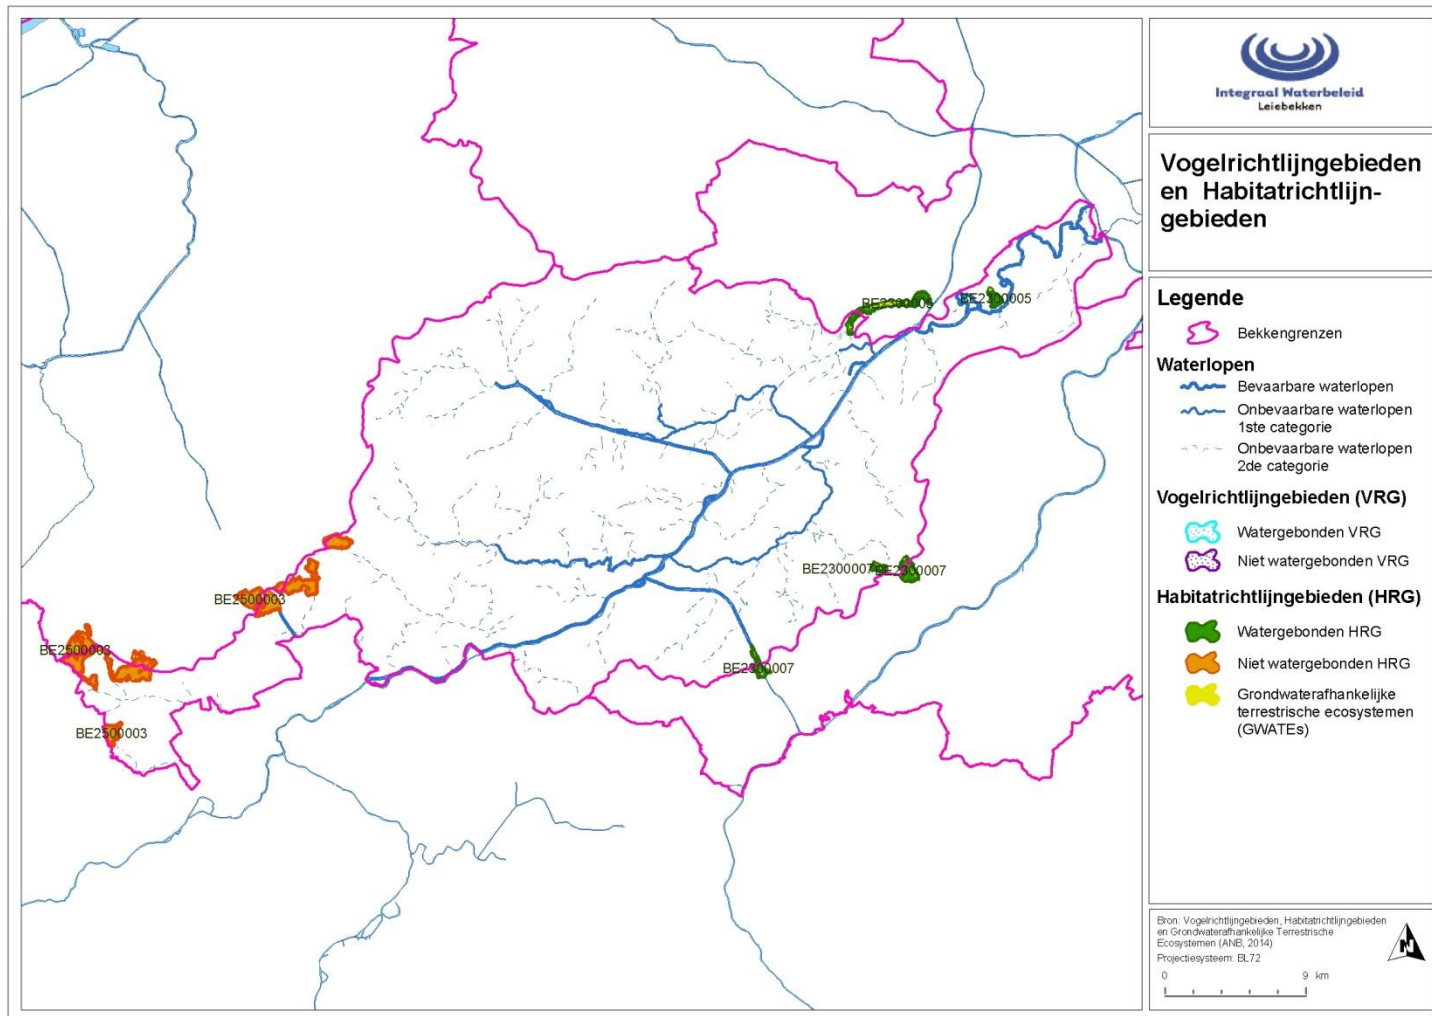 Integraal Waterbeleid
Leiebekken
Vogelrichtlijngebieden
en Habitatrichtlijn-
gebieden
Legende
Bekkengrenzen
Waterlopen
Bevaarbare waterlopen
Onbevaarbare waterlopen
1ste categorie
Onbevaarbare waterlopen
2de categorie
Vogelrichtlijngebieden (VRG)
Watergebonden VRG
Niet watergebonden VRG
Habitatrichtlijngebieden (HRG)
Watergebonden HRG
Niet watergebonden HRG
Grondwaterafhankelijke
terrestrische ecosystemen
(GWATEs)
Bron: Vogelrichtlijngebieden, Habitatrichtlijngebieden
en Grondwaterafhankelijke Terrestrische
Ecosystemen (ANB, 2014)
Projectiesysteem: BL72
0 9 km
N
BE2300005
BE2300005
BE2300007
BE2300007
BE2500003
BE2500003
BE2300007
BE2500003